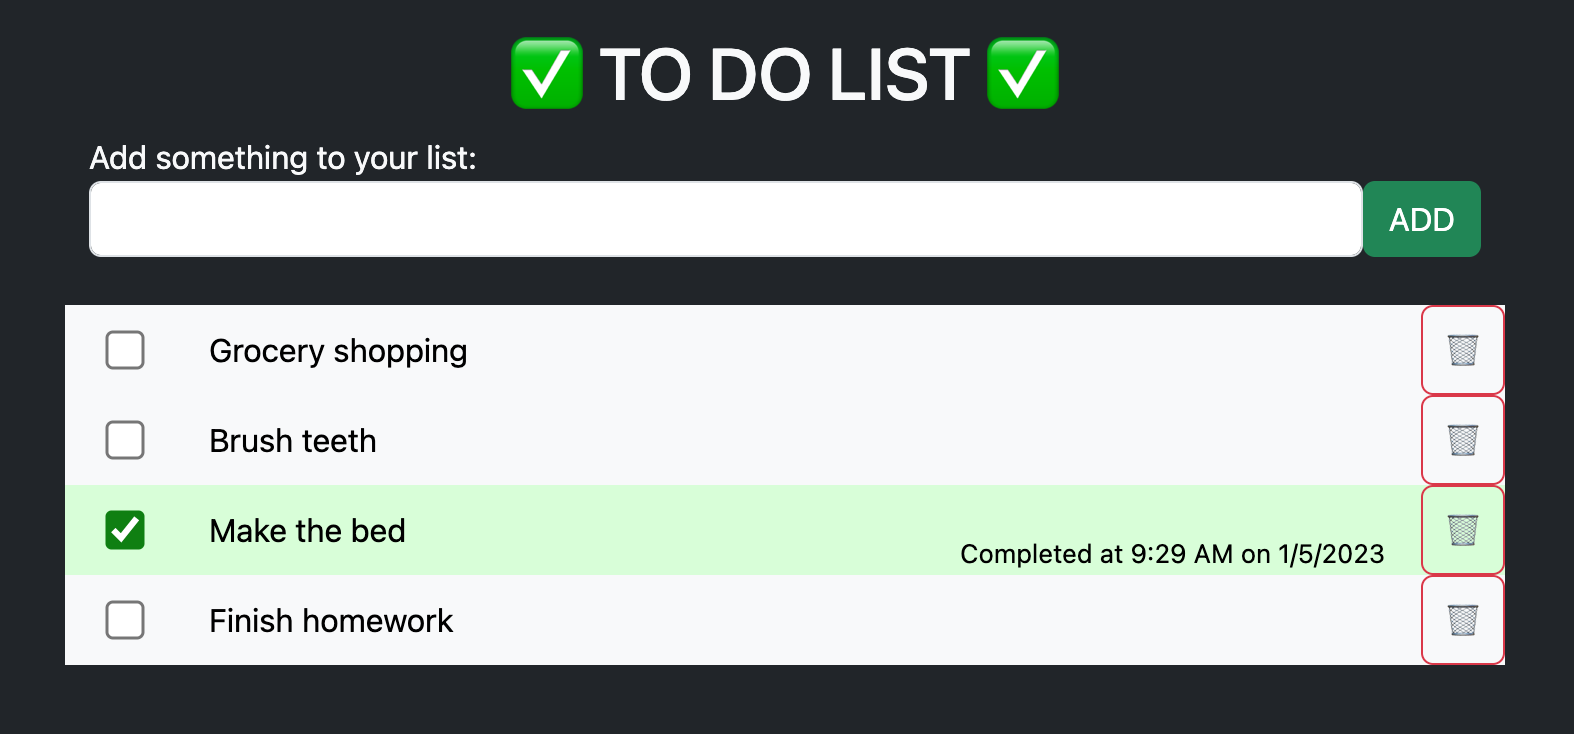 ✅ TO DO LIST ✅
Add something to your list:
ADD
Grocery shopping
Brush teeth
Make the bed
Completed at 9:29 AM on 1/5/2023
Finish homework